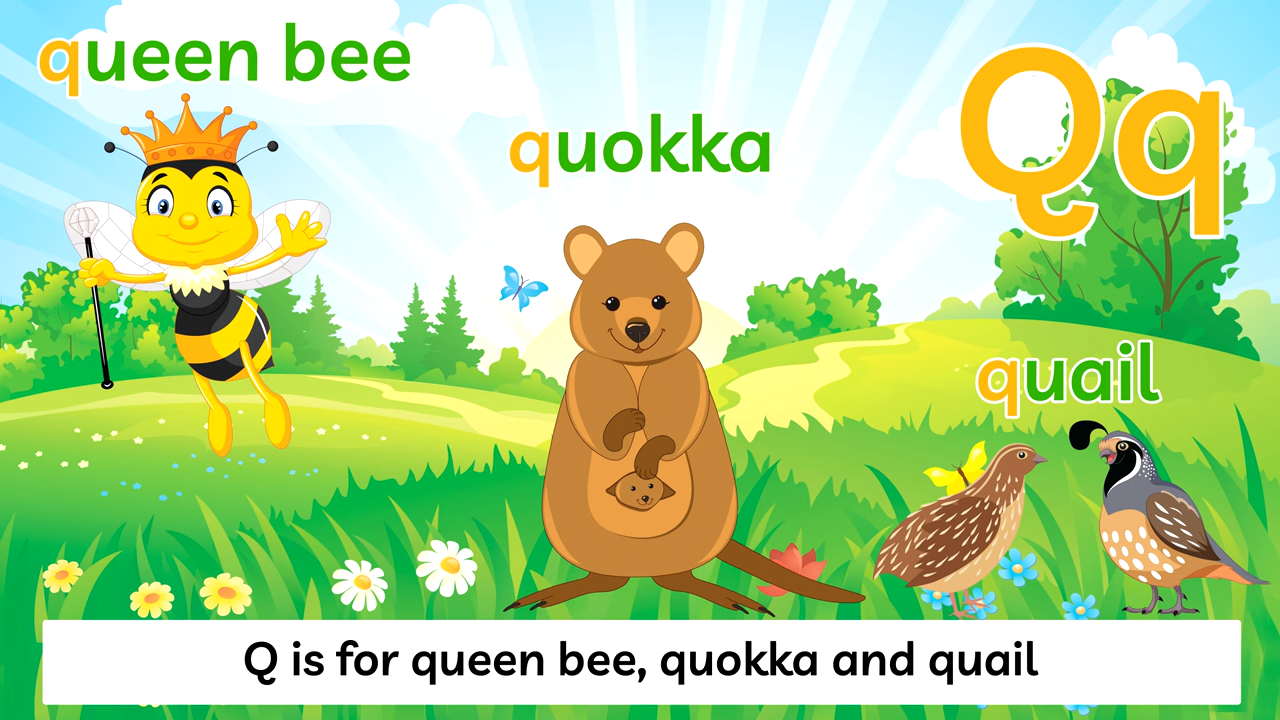 queen bee
quokka
Qq
quail
Q is for queen bee, quokka and quail